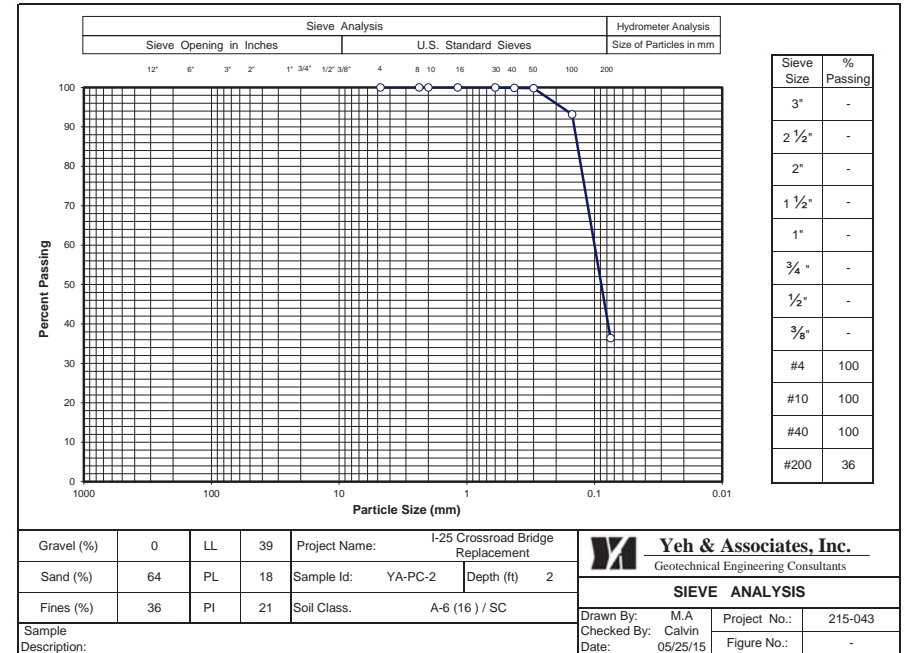 Sieve Analysis
Hydrometer Analysis
Sieve Opening in Inches
U.S. Standard Sieves
Size of Particles in mm
12" 6" 3" 2" 1" 3/4" 1/2" 3/8" 4 8 10 16 30 40 50 100 200
100
90
80
70
60
50
40
30
20
10
0
Percent Passing
1000 100 10 1 0.1 0.01
Particle Size (mm)
Sieve Size % Passing
3" -
2 ½" -
2" -
1 ½" -
1" -
¾ " -
½" -
⅜" -
#4 100
#10 100
#40 100
#200 36
Gravel (%) 0 LL 39 Project Name: I-25 Crossroad Bridge Replacement
Sand (%) 64 PL 18 Sample Id: YA-PC-2 Depth (ft) 2
Fines (%) 36 PI 21 Soil Class. A-6 (16 ) / SC
Sample Description:
Yeh & Associates, Inc.
Geotechnical Engineering Consultants
SIEVE ANALYSIS
Drawn By: M.A
Checked By: Calvin
Date: 05/25/15
Project No.: 215-043
Figure No.: -